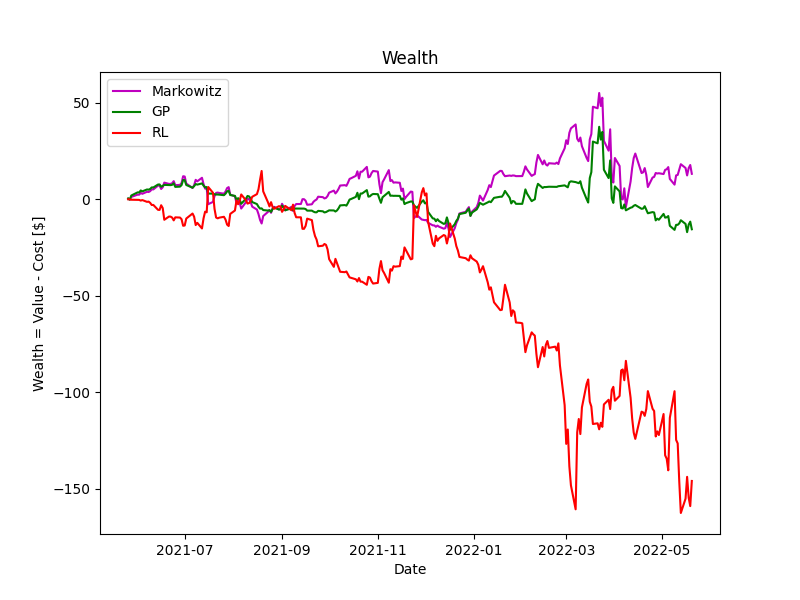 Wealth
Markowitz
GP
RL
50
0
−50
−100
−150
Wealth = Value - Cost [$]
2021-07 2021-09 2021-11 2022-01 2022-03 2022-05
Date